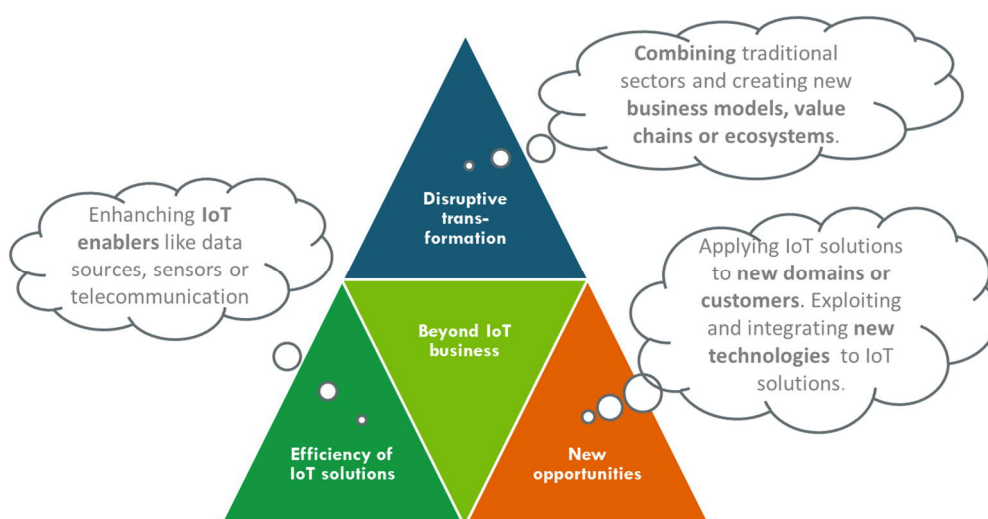 Combining traditional
sectors and creating new
business models, value
chains or ecosystems.
Disruptive
trans-
formation
Enhanching IoT
enablers like data
sources, sensors or
telecommunication
Applying IoT solutions
to new domains or
customers. Exploiting
and integrating new
technologies to IoT
solutions.
Beyond IoT
business
Efficiency of
IoT solutions
New
opportunities